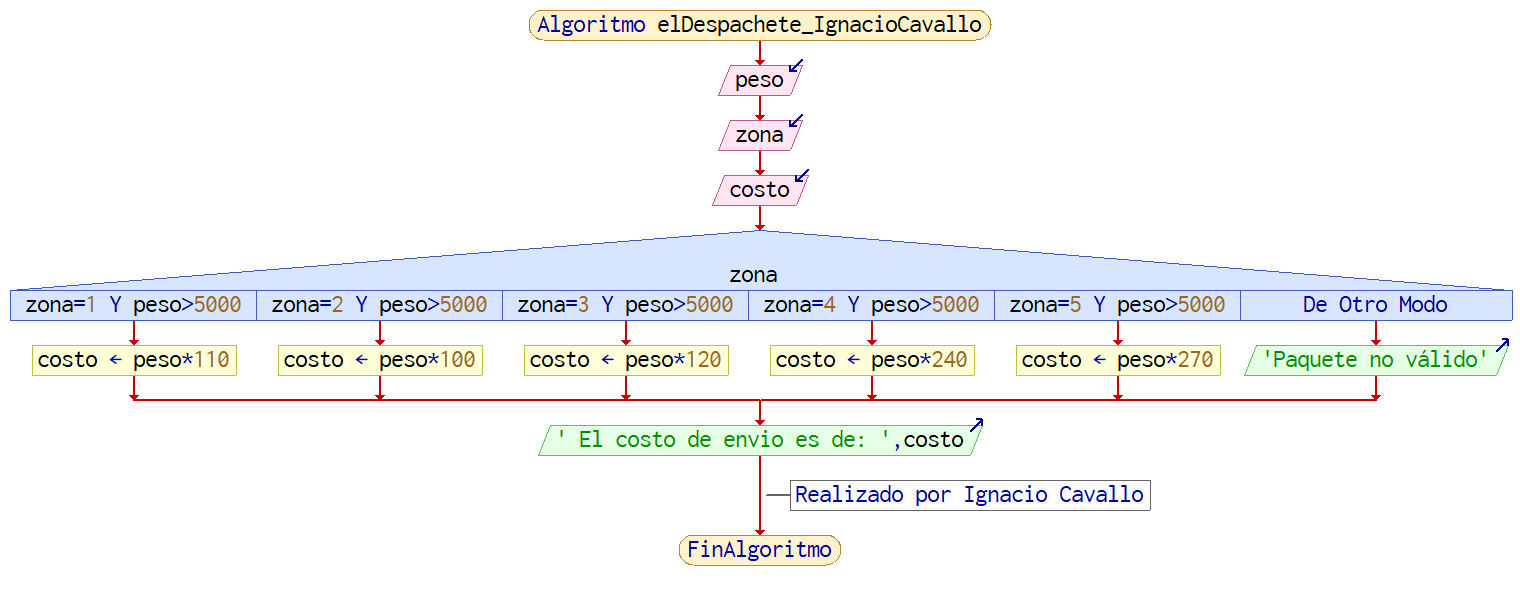 Algoritmo elDespachete_IgnacioCavallo
peso
zona
costo
zona
zona=1 Y peso>5000
zona=2 Y peso>5000
zona=3 Y peso>5000
zona=4 Y peso>5000
zona=5 Y peso>5000
De Otro Modo
costo ← peso*110
costo ← peso*100
costo ← peso*120
costo ← peso*240
costo ← peso*270
'Paquete no válido'
' El costo de envio es de: ',costo
Realizado por Ignacio Cavallo
FinAlgoritmo